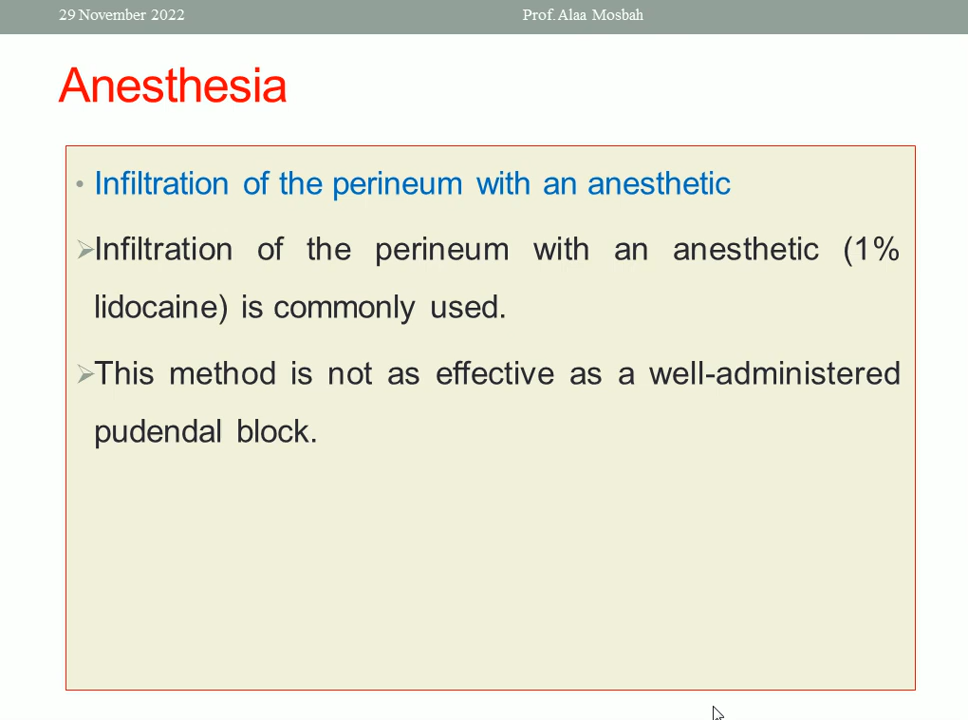 29 November 2022 Prof. Alaa Mosbah
Anesthesia
• Infiltration of the perineum with an anesthetic
➢Infiltration of the perineum with an anesthetic (1%
lidocaine) is commonly used.
➢This method is not as effective as a well-administered
pudendal block.